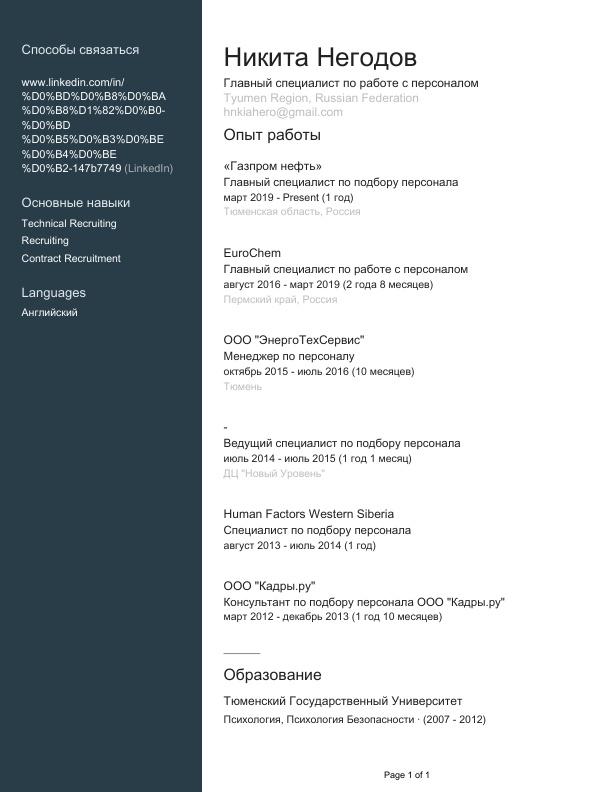 Способы связаться
www.linkedin.com/in/
%D0%BD%D0%B8%D0%BA
%D0%B8%D1%82%D0%B0-
%D0%BD
%D0%B5%D0%B3%D0%BE
%D0%B4%D0%BE
%D0%B2-147b7749 (LinkedIn)
Основные навыки
Technical Recruiting
Recruiting
Contract Recruitment
Languages
Английский
Никита Негодов
Главный специалист по работе с персоналом
Tyumen Region, Russian Federation
hnkiahero@gmail.com
Опыт работы
«Газпром нефть»
Главный специалист по подбору персонала
март 2019 - Present (1 год)
Тюменская область, Россия
EuroChem
Главный специалист по работе с персоналом
август 2016 - март 2019 (2 года 8 месяцев)
Пермский край, Россия
ООО "ЭнергоТехСервис"
Менеджер по персоналу
октябрь 2015 - июль 2016 (10 месяцев)
Тюмень
-
Ведущий специалист по подбору персонала
июль 2014 - июль 2015 (1 год 1 месяц)
ДЦ "Новый Уровень"
Human Factors Western Siberia
Специалист по подбору персонала
август 2013 - июль 2014 (1 год)
ООО "Кадры.ру"
Консультант по подбору персонала ООО "Кадры.ру"
март 2012 - декабрь 2013 (1 год 10 месяцев)
Образование
Тюменский Государственный Университет
Психология, Психология Безопасности · (2007 - 2012)
Page 1 of 1